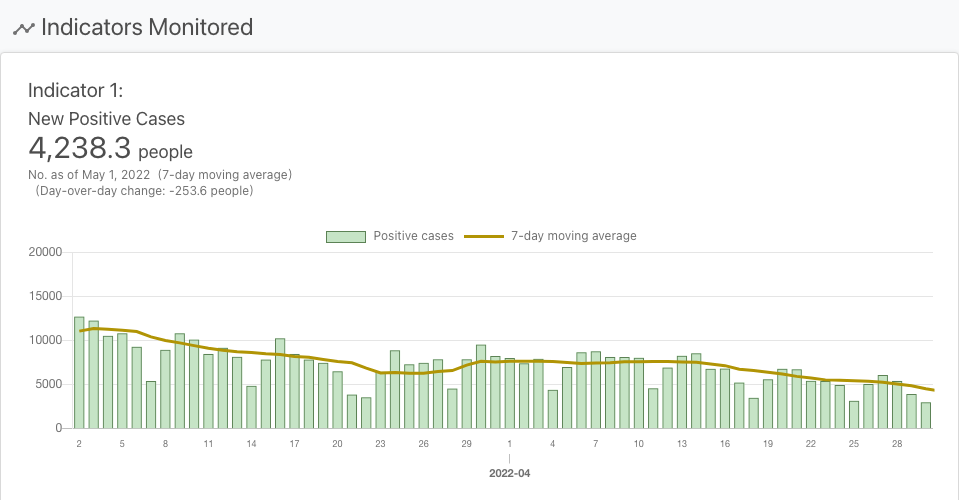 Indicators Monitored
Indicator 1:
New Positive Cases
4,238.3 people
No. as of May 1, 2022 (7-day moving average)
(Day-over-day change: -253.6 people)
Positive cases 7-day moving average
20000
15000
10000
5000
0
2 5 8 11 14 17 20 23 26 29 1 4 7 10 13 16 19 22 25 28
2022-04